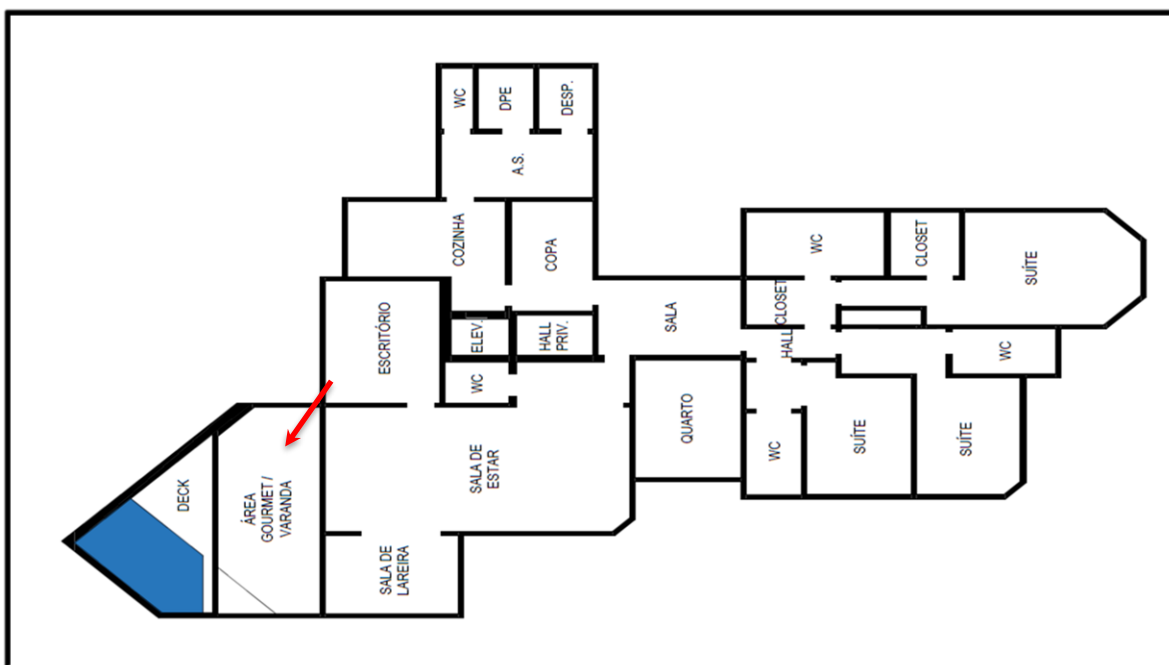 WC
DPE
DESP.
A.S.
COZINHA
COPA
WC
CLOSET
SUÍTE
ESCRITÓRIO
ELEV.
HALL
PRIV.
SALA
CLOSET
HALL
WC
WC
QUARTO
WC
SUÍTE
SUÍTE
SALA DE
ESTAR
DECK
ÁREA
GOURMET /
VARANDA
SALA DE
LAREIRA